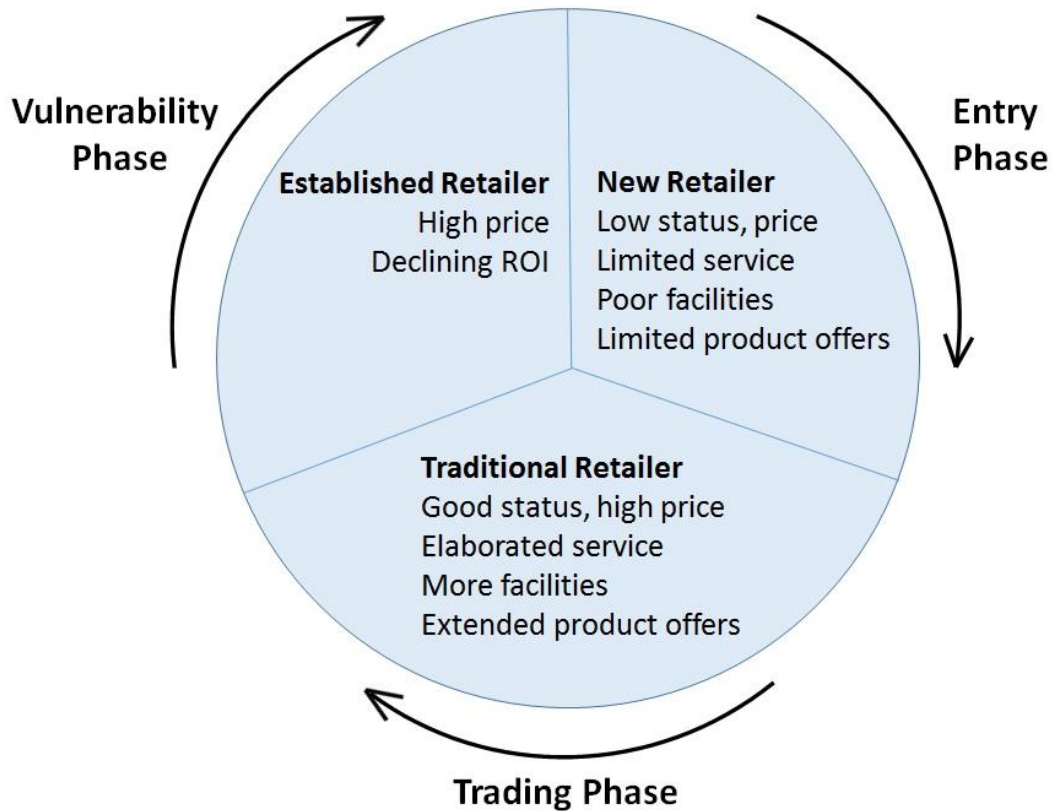 Vulnerability
Phase
Entry
Phase
Established Retailer
High price
Declining ROI
New Retailer
Low status, price
Limited service
Poor facilities
Limited product offers
Traditional Retailer
Good status, high price
Elaborated service
More facilities
Extended product offers
Trading Phase